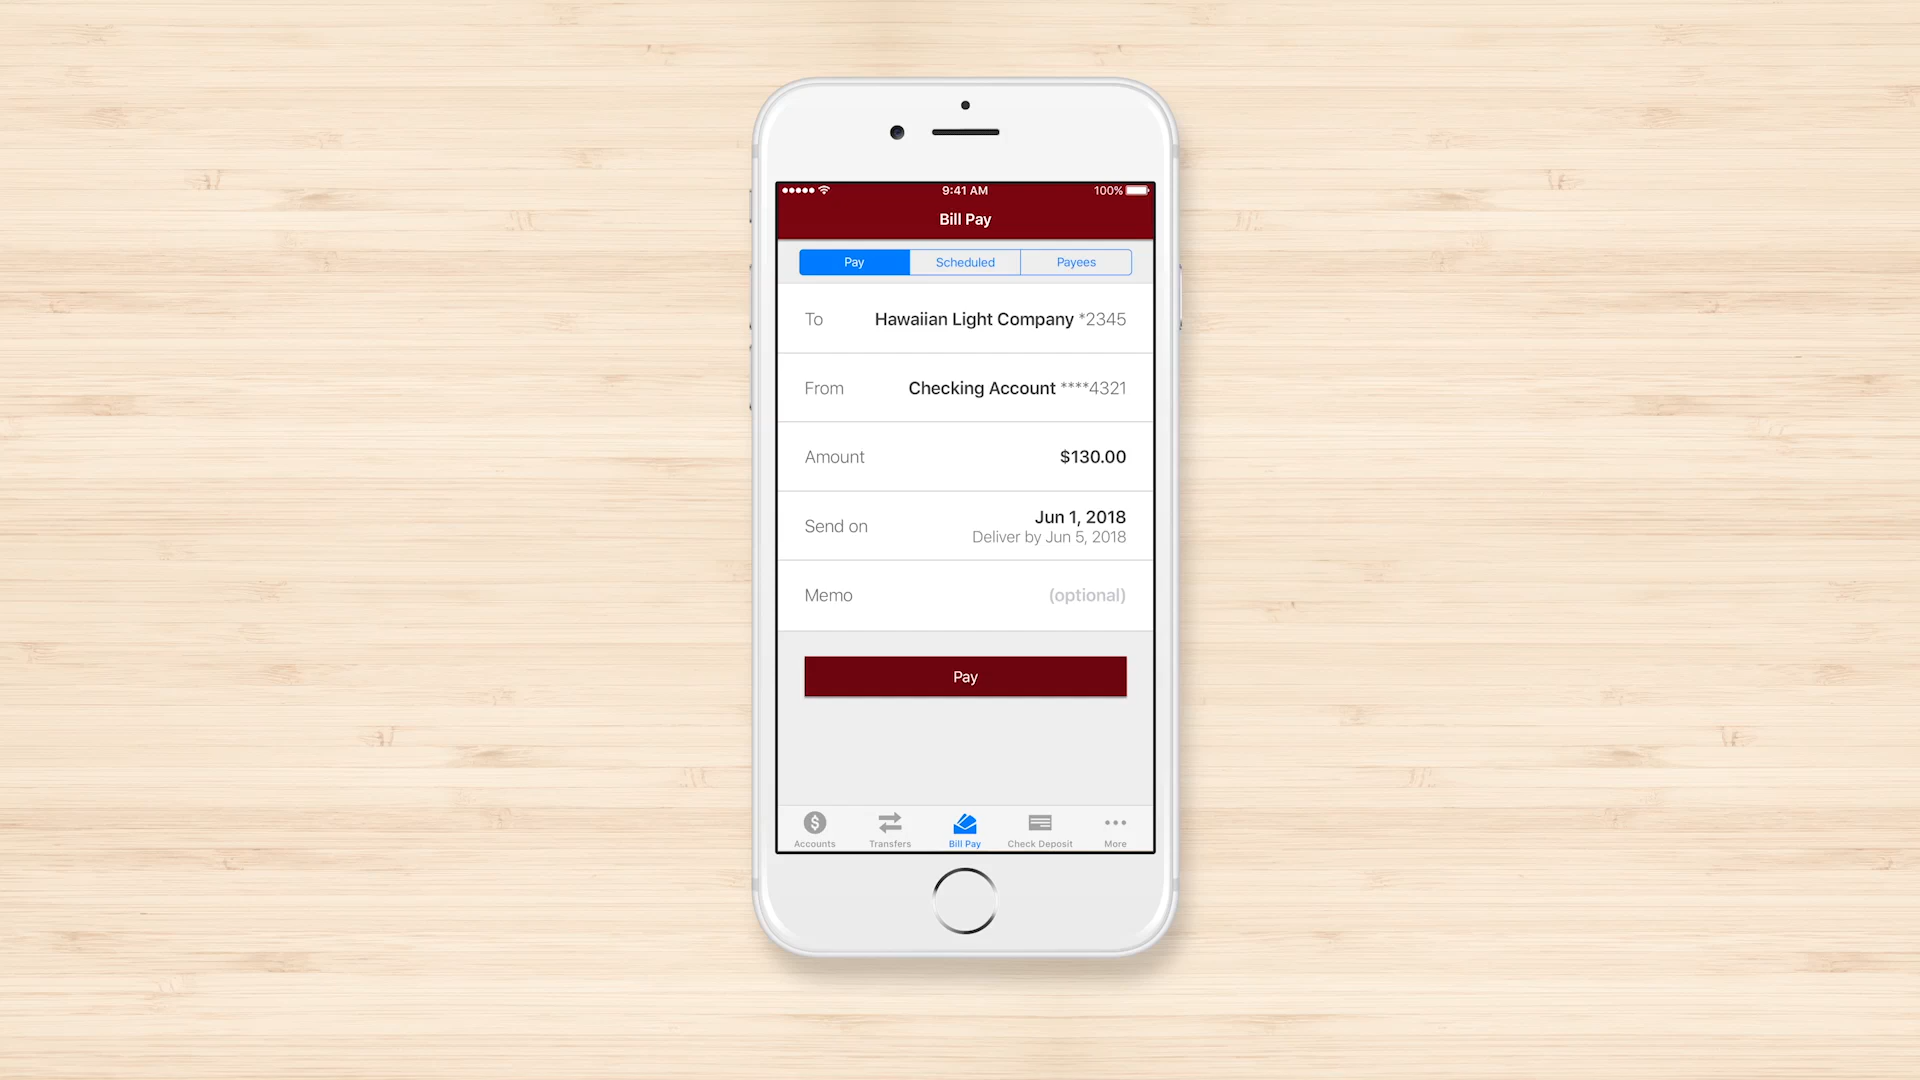 9:41 AM 100%
Bill Pay
Pay Scheduled Payees
To Hawaiian Light Company *2345
From Checking Account ****4321
Amount $130.00
Send on Jun 1, 2018
Deliver by Jun 5, 2018
Memo (optional)
Pay
Accounts Transfers Bill Pay Check Deposit More